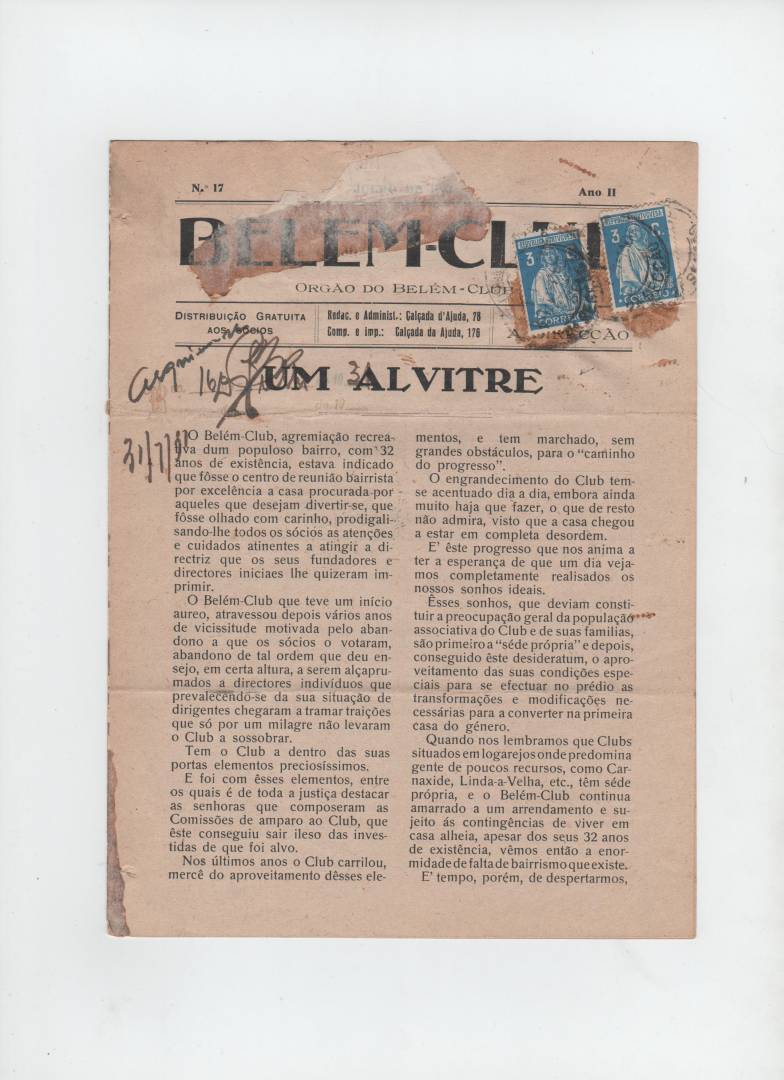 N.º 17
Ano II
BELÉM-CLUB
ORGÃO DO BELÉM-CLUB
REPUBLICA PORTUGUESA
3 C.
CORREIO
REPUBLICA PORTUGUESA
3 C.
CORREIO
DISTRIBUIÇÃO GRATUITA
AOS SÓCIOS
Redac. e Administ.: Calçada d'Ajuda, 78
Comp. e Imp.: Calçada da Ajuda, 176
A DIRECÇÃO
UM ALVITRE
O Belém-Club, agremiação recrea-
tiva dum populoso bairro, com 32
anos de existência, estava indicado
que fôsse o centro de reunião bairrista
por excelência a casa procurada por
aqueles que desejam divertir-se, que
fôsse olhado com carinho, prodigali-
sando-lhe todos os sócios as atenções
e cuidados atinentes a atingir a di-
rectriz que os seus fundadores e
directores iniciaes lhe quizeram im-
primir.
O Belém-Club que teve um início
aureo, atravessou depois vários anos
de vicissitude motivada pelo aban-
dono a que os sócios o votaram,
abandono de tal ordem que deu en-
sejo, em certa altura, a serem alçapru-
mados a directores indivíduos que
prevalecendo-se da sua situação de
dirigentes chegaram a tramar traições
que só por um milagre não levaram
o Club a sossobrar.
Tem o Club a dentro das suas
portas elementos preciosíssimos.
E foi com êsses elementos, entre
os quais é de toda a justiça destacar
as senhoras que composeram as
Comissões de amparo ao Club, que
êste conseguiu sair ileso das inves-
tidas de que foi alvo.
Nos últimos anos o Club carrilou,
mercê do aproveitamento dêsses ele-
mentos, e tem marchado, sem
grandes obstáculos, para o "caminho
do progresso".
O engrandecimento do Club tem-
se acentuado dia a dia, embora ainda
muito haja que fazer, o que de resto
não admira, visto que a casa chegou
a estar em completa desordem.
E' êste progresso que nos anima a
ter a esperança de que um dia veja-
mos completamente realisados os
nossos sonhos ideais.
Êsses sonhos, que deviam consti-
tuir a preocupação geral da população
associativa do Club e de suas familias,
são primeiro a "séde própria" e depois,
conseguido êste desideratum, o apro-
veitamento das suas condições espe-
ciais para se efectuar no prédio as
transformações e modificações ne-
cessárias para a converter na primeira
casa do género.
Quando nos lembramos que Clubs
situados em logarejos onde predomina
gente de poucos recursos, como Car-
naxide, Linda-a-Velha, etc., têm séde
própria, e o Belém-Club continua
amarrado a um arrendamento e su-
jeito ás contingências de viver em
casa alheia, apesar dos seus 32 anos
de existência, vêmos então a enor-
midade de falta de bairrismo que existe.
E' tempo, porém, de despertarmos,